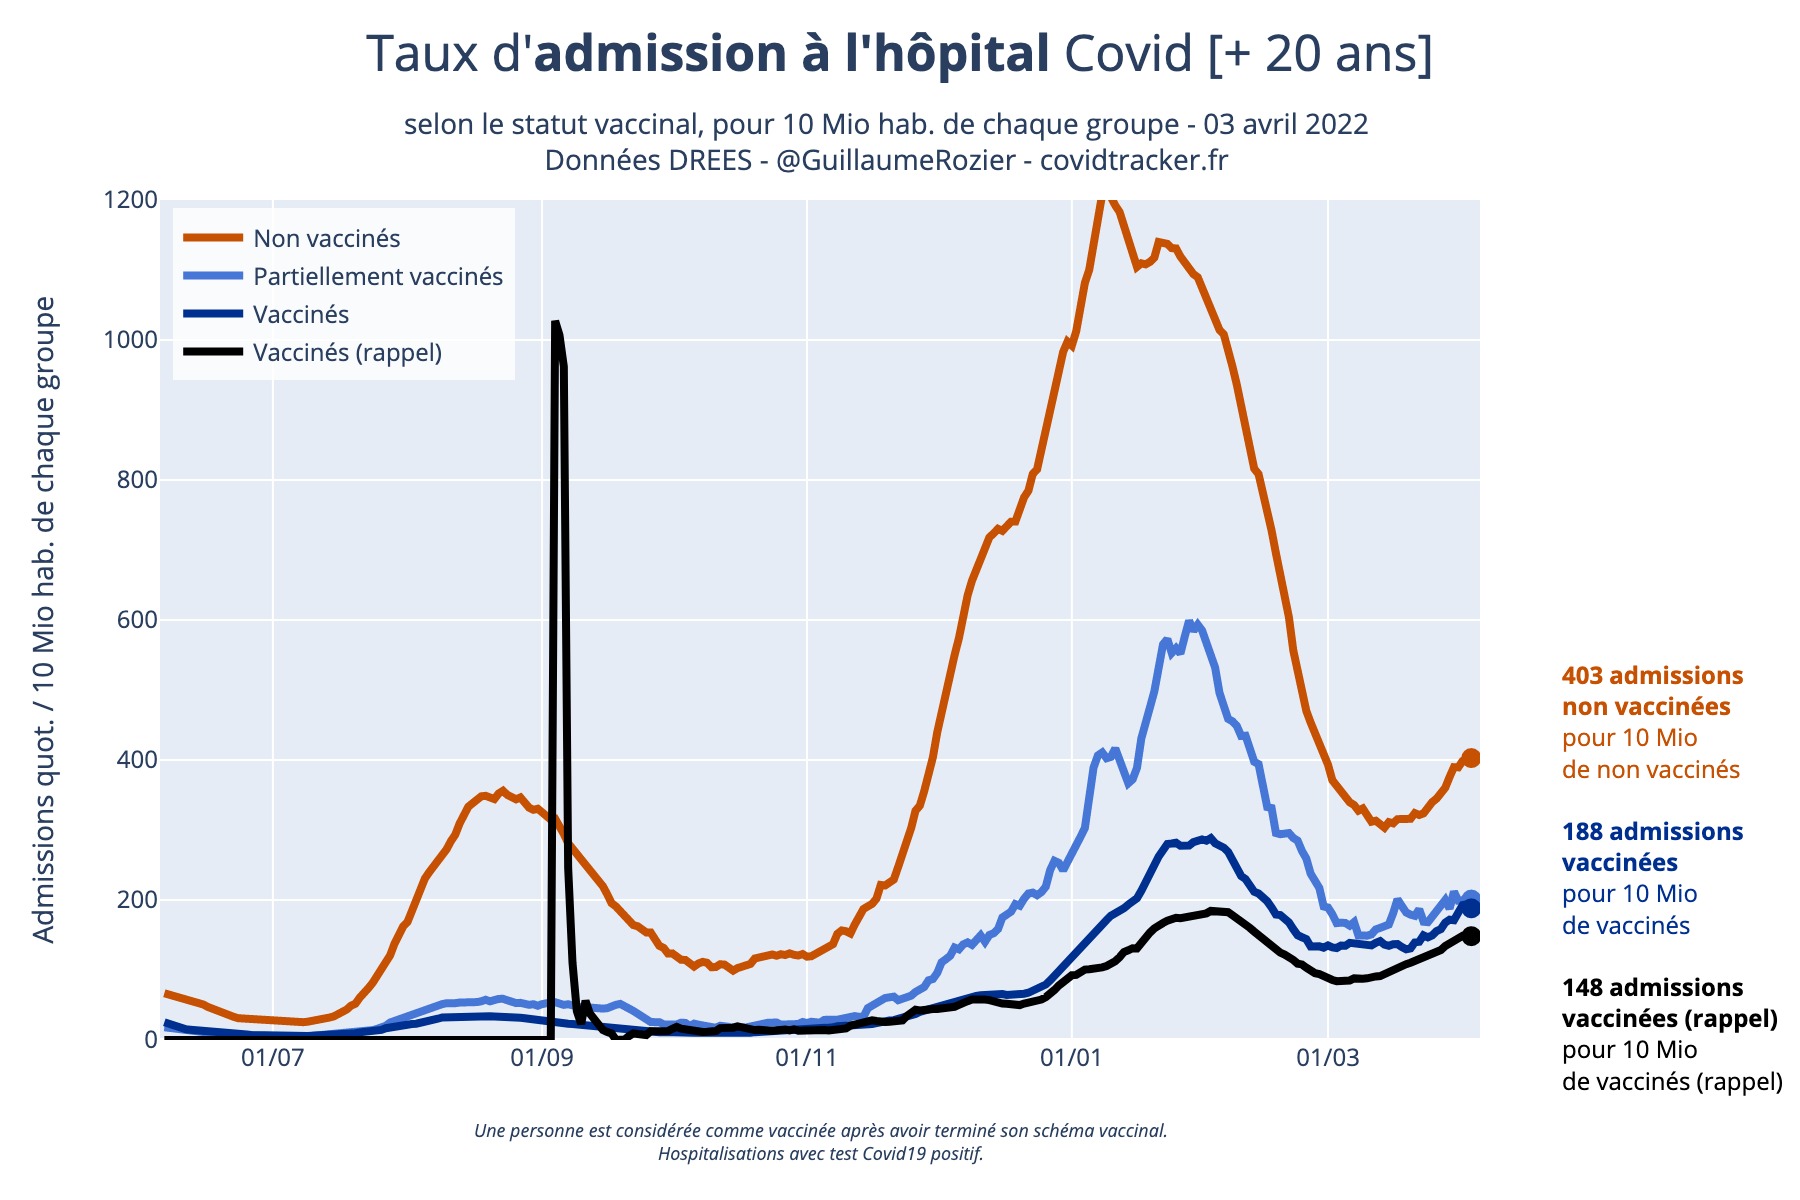 Taux d'admission à l'hôpital Covid [+ 20 ans]
selon le statut vaccinal, pour 10 Mio hab. de chaque groupe - 03 avril 2022
Données DREES - @GuillaumeRozier - covidtracker.fr
Admissions quot. / 10 Mio hab. de chaque groupe
1200
1000
800
600
400
200
0
Non vaccinés
Partiellement vaccinés
Vaccinés
Vaccinés (rappel)
01/07
01/09
01/11
01/01
01/03
403 admissions
non vaccinées
pour 10 Mio
de non vaccinés
188 admissions
vaccinées
pour 10 Mio
de vaccinés
148 admissions
vaccinées (rappel)
pour 10 Mio
de vaccinés (rappel)
Une personne est considérée comme vaccinée après avoir terminé son schéma vaccinal.
Hospitalisations avec test Covid19 positif.